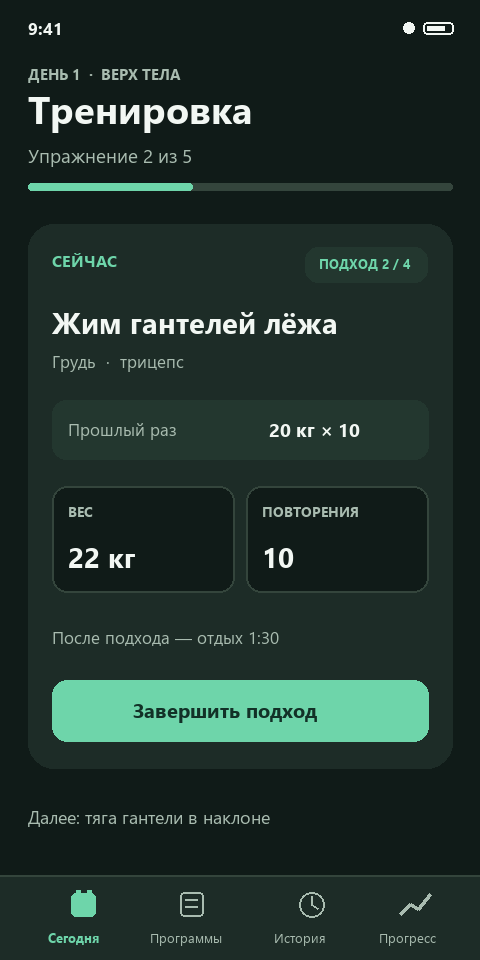 9:41
ДЕНЬ 1 · ВЕРХ ТЕЛА
Тренировка
Упражнение 2 из 5
СЕЙЧАС
ПОДХОД 2 / 4
Жим гантелей лёжа
Грудь · трицепс
Прошлый раз
20 кг × 10
ВЕС
ПОВТОРЕНИЯ
22 кг
10
После подхода — отдых 1:30
Завершить подход
Далее: тяга гантели в наклоне
Сегодня
Программы
История
Прогресс